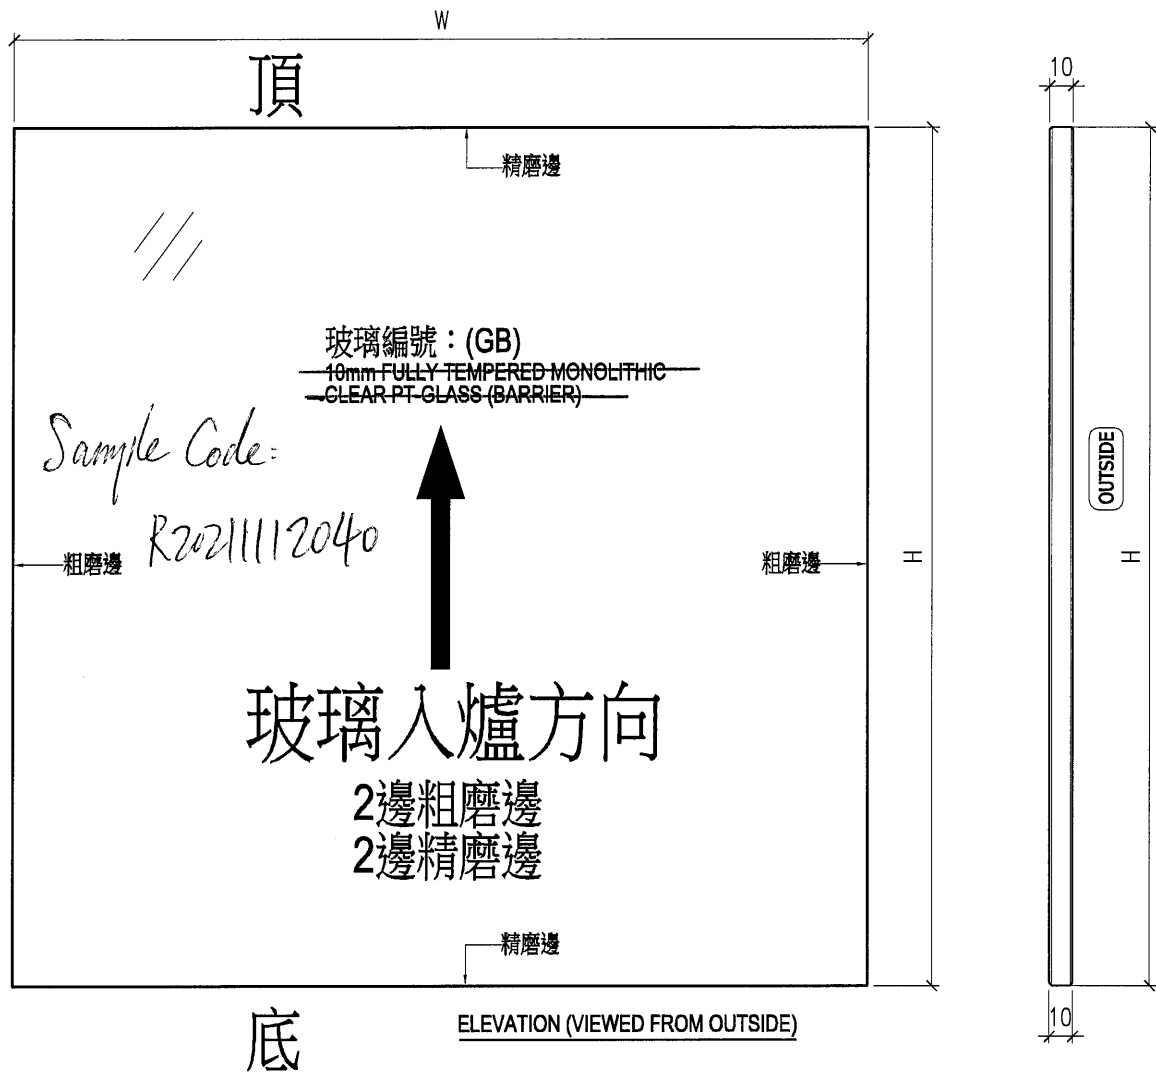 W
頂
10
精磨邊
玻璃編號：(GB)
10mm FULLY TEMPERED MONOLITHIC
CLEAR PT-GLASS (BARRIER)
Sample Code:
R20211112040
OUTSIDE
粗磨邊
粗磨邊
H
H
玻璃入爐方向
2邊粗磨邊
2邊精磨邊
精磨邊
底
ELEVATION (VIEWED FROM OUTSIDE)
10